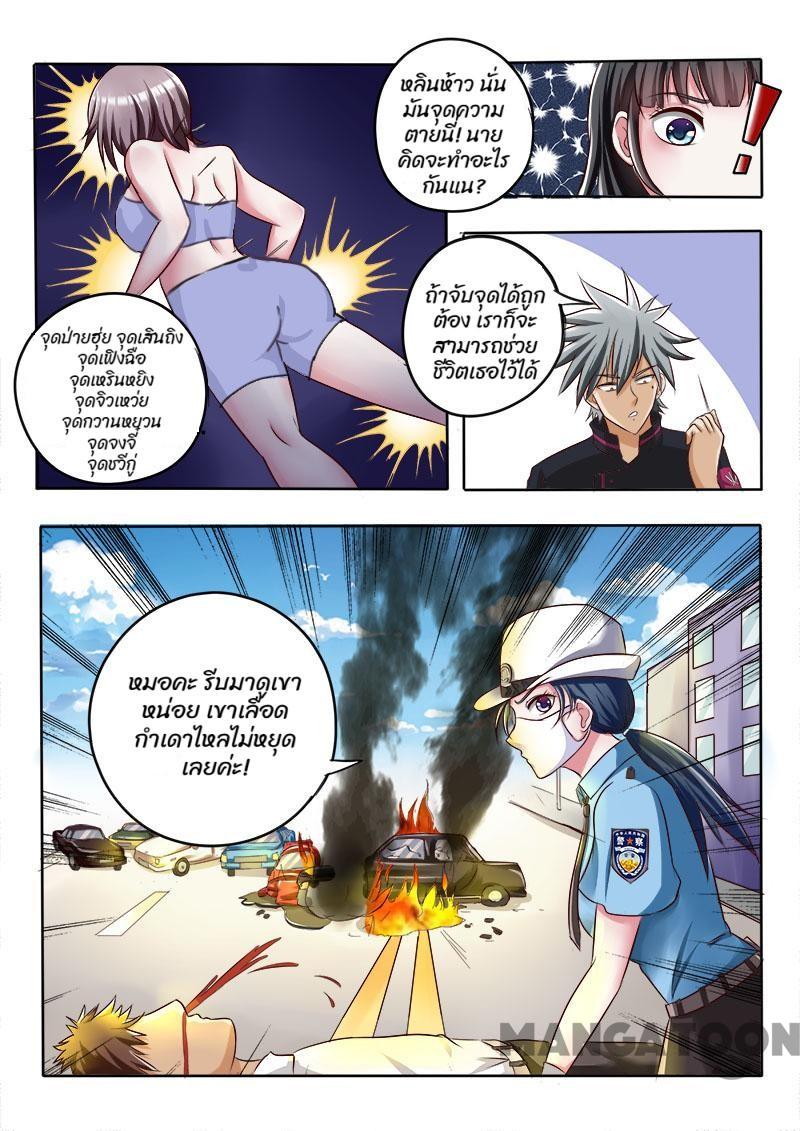 หลินห้าว นั่น
มันจุดความ
ตายนี่! นาย
คิดจะทำอะไร
กันแน?
จุดป่ายฮุ่ย จุดเสินถิง
จุดเฟิงฉือ
จุดเหรินหยิง
จุดจิวเหว่ย
จุดกวานหยวน
จุดจงจี๋
จุดชวีกู่
ถ้าจับจุดได้ถูก
ต้อง เราก็จะ
สามารถช่วย
ชีวิตเธอไว้ได้
หมอคะ รีบมาดูเขา
หน่อย เขาเลือด
กำเดาไหลไม่หยุด
เลยค่ะ!
警察
MANGATOON